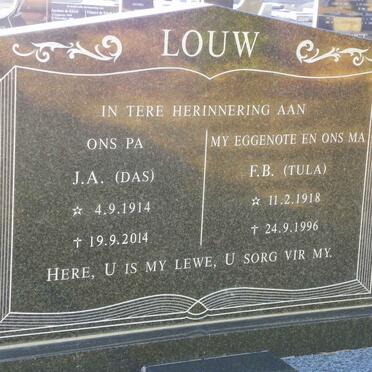 LOUW
IN TERE HERINNERING AAN
ONS PA
J.A. (DAS)
☆ 4.9.1914
† 19.9.2014
MY EGGENOTE EN ONS MA
F.B. (TULA)
☆ 11.2.1918
† 24.9.1996
HERE, U IS MY LEWE, U SORG VIR MY.